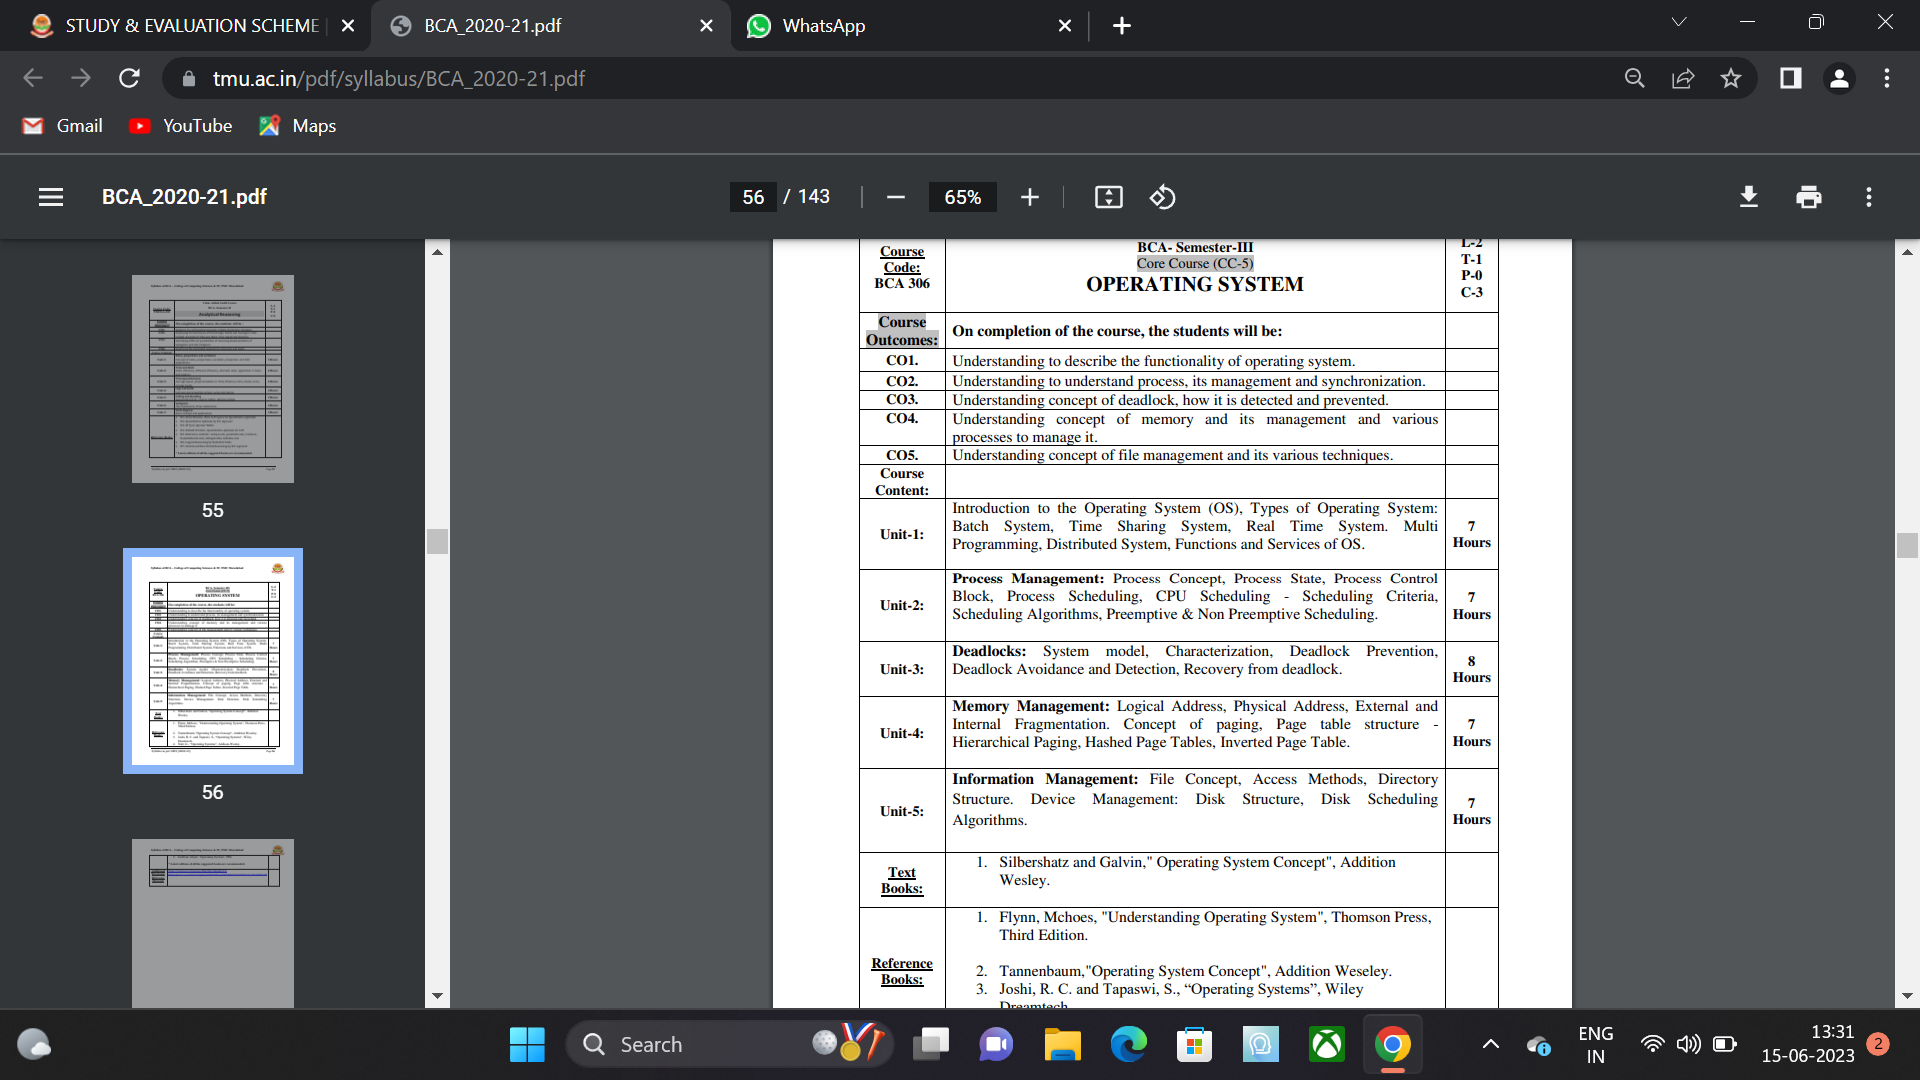 STUDY & EVALUATION SCHEME
BCA_2020-21.pdf
WhatsApp
tmu.ac.in/pdf/syllabus/BCA_2020-21.pdf
Gmail
YouTube
Maps
BCA_2020-21.pdf
56 / 143
65%
55
56
Course Code: BCA 306
BCA- Semester-III
Core Course (CC-5)
OPERATING SYSTEM
L-2
T-1
P-0
C-3
Course Outcomes:
On completion of the course, the students will be:
CO1. Understanding to describe the functionality of operating system.
CO2. Understanding to understand process, its management and synchronization.
CO3. Understanding concept of deadlock, how it is detected and prevented.
CO4. Understanding concept of memory and its management and various
processes to manage it.
CO5. Understanding concept of file management and its various techniques.
Course
Content:
Unit-1:
Introduction to the Operating System (OS), Types of Operating System:
Batch System, Time Sharing System, Real Time System. Multi
Programming, Distributed System, Functions and Services of OS.
7
Hours
Unit-2:
Process Management: Process Concept, Process State, Process Control
Block, Process Scheduling, CPU Scheduling - Scheduling Criteria,
Scheduling Algorithms, Preemptive & Non Preemptive Scheduling.
7
Hours
Unit-3:
Deadlocks: System model, Characterization, Deadlock Prevention,
Deadlock Avoidance and Detection, Recovery from deadlock.
8
Hours
Unit-4:
Memory Management: Logical Address, Physical Address, External and
Internal Fragmentation. Concept of paging, Page table structure -
Hierarchical Paging, Hashed Page Tables, Inverted Page Table.
7
Hours
Unit-5:
Information Management: File Concept, Access Methods, Directory
Structure. Device Management: Disk Structure, Disk Scheduling
Algorithms.
7
Hours
Text
Books:
1. Silbershatz and Galvin," Operating System Concept", Addition
Wesley.
Reference
Books:
1. Flynn, Mchoes, "Understanding Operating System", Thomson Press,
Third Edition.
2. Tannenbaum,"Operating System Concept", Addition Weseley.
3. Joshi, R. C. and Tapaswi, S., “Operating Systems”, Wiley
Dreamtech
Search
ENG
IN
13:31
15-06-2023
2